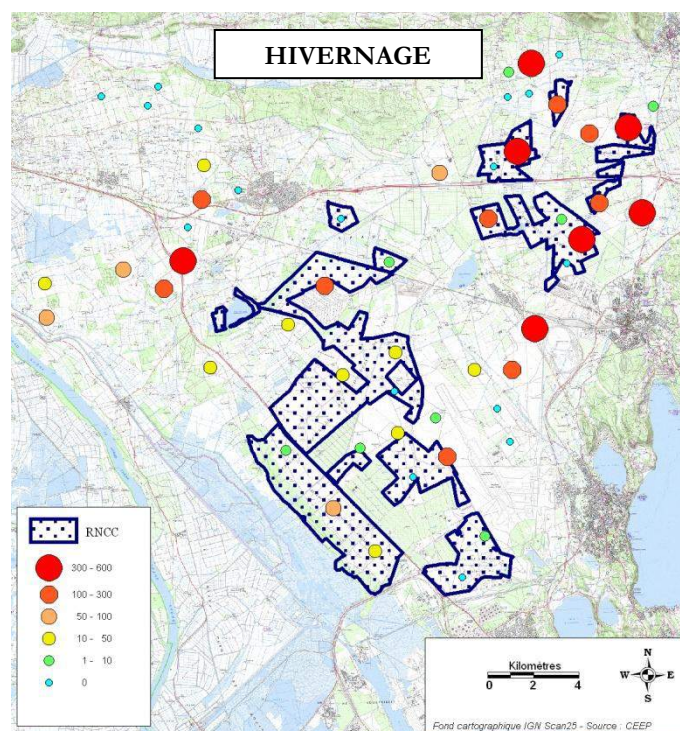 HIVERNAGE
RNCC
300 - 600
100 - 300
50 - 100
10 - 50
1 - 10
0
Kilomètres
0 2 4
N
W E
S
Fond cartographique IGN Scan25 - Source : CEEP